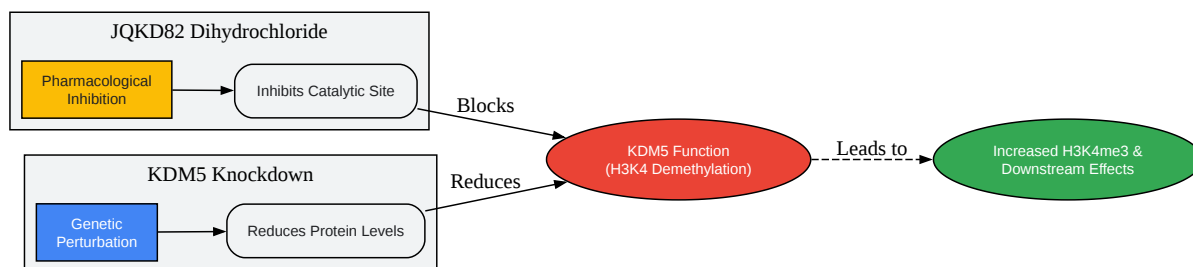 JQKD82 Dihydrochloride
Pharmacological
Inhibition
Inhibits Catalytic Site
Blocks
KDM5 Knockdown
Genetic
Perturbation
Reduces Protein Levels
Reduces
KDM5 Function
(H3K4 Demethylation)
Leads to
Increased H3K4me3 &
Downstream Effects